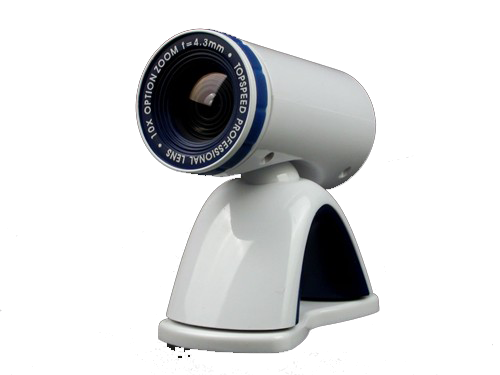 10X OPTION ZOOM f=4.3mm • TOPSPEED PROFESSIONAL LENS •